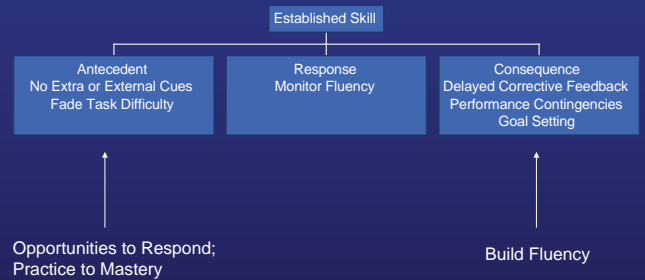 Established Skill
Antecedent
No Extra or External Cues
Fade Task Difficulty
Response
Monitor Fluency
Consequence
Delayed Corrective Feedback
Performance Contingencies
Goal Setting
Opportunities to Respond;
Practice to Mastery
Build Fluency